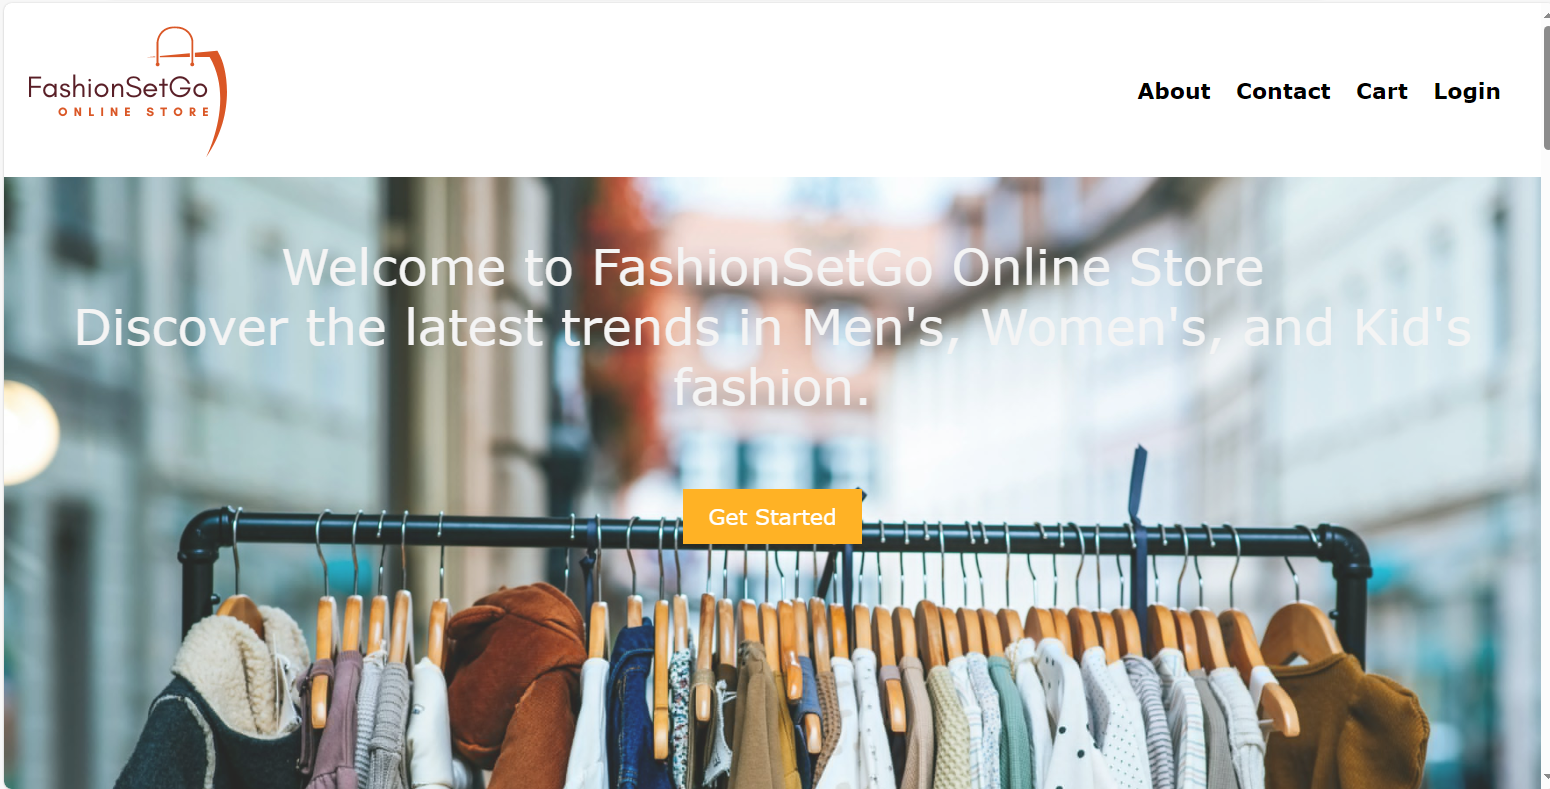 FashionSetGo
ONLINE STORE
About Contact Cart Login
Welcome to FashionSetGo Online Store
Discover the latest trends in Men's, Women's, and Kid's
fashion.
Get Started